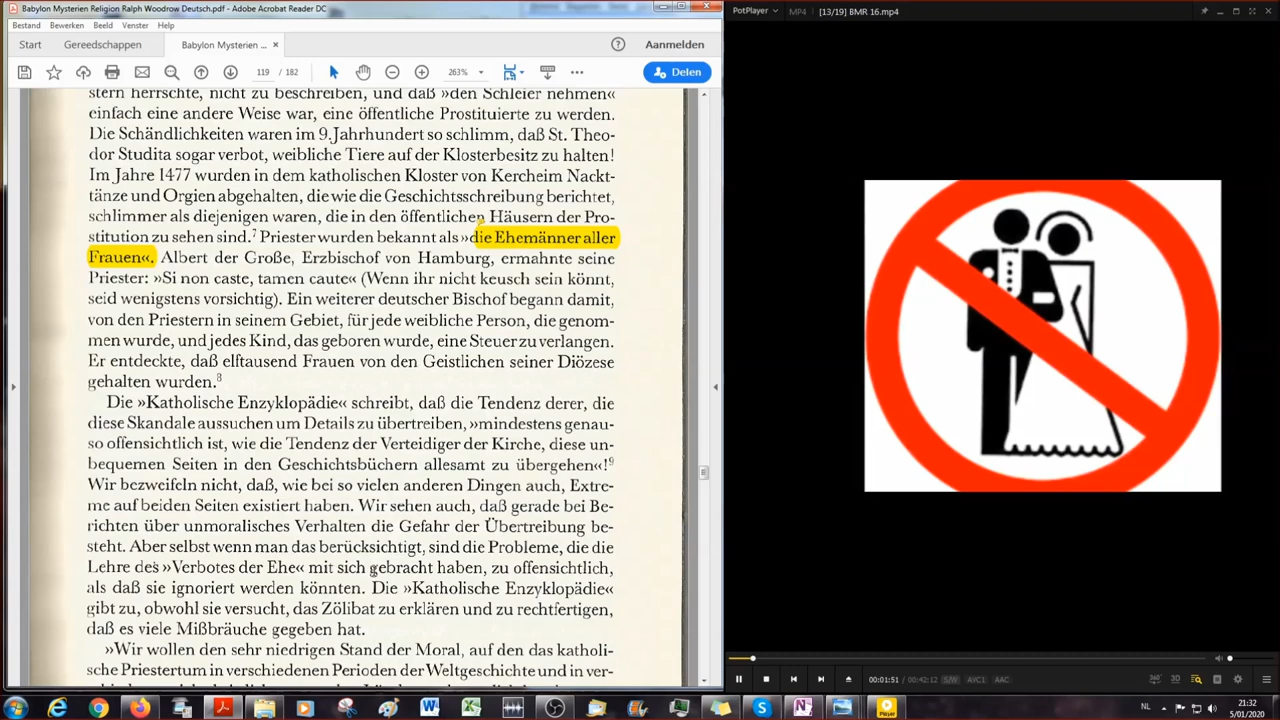 Babylon Mysterien Religion Ralph Woodrow Deutsch.pdf - Adobe Acrobat Reader DC
Bestand Bewerken Beeld Venster Help
Start Gereedschappen Babylon Mysterien ... × Aanmelden
119 / 182 263% Delen
stern herrschte, nicht zu beschreiben, und daß »den Schleier nehmen«
einfach eine andere Weise war, eine öffentliche Prostituierte zu werden.
Die Schändlichkeiten waren im 9.Jahrhundert so schlimm, daß St. Theo-
dor Studita sogar verbot, weibliche Tiere auf der Klosterbesitz zu halten!
Im Jahre 1477 wurden in dem katholischen Kloster von Kercheim Nackt-
tänze und Orgien abgehalten, die wie die Geschichtsschreibung berichtet,
schlimmer als diejenigen waren, die in den öffentlichen Häusern der Pro-
stitution zu sehen sind.⁷ Priester wurden bekannt als »die Ehemänner aller
Frauen«. Albert der Große, Erzbischof von Hamburg, ermahnte seine
Priester: »Si non caste, tamen caute« (Wenn ihr nicht keusch sein könnt,
seid wenigstens vorsichtig). Ein weiterer deutscher Bischof begann damit,
von den Priestern in seinem Gebiet, für jede weibliche Person, die genom-
men wurde, und jedes Kind, das geboren wurde, eine Steuer zu verlangen.
Er entdeckte, daß elftausend Frauen von den Geistlichen seiner Diözese
gehalten wurden.⁸
Die »Katholische Enzyklopädie« schreibt, daß die Tendenz derer, die
diese Skandale aussuchen um Details zu übertreiben, »mindestens genau-
so offensichtlich ist, wie die Tendenz der Verteidiger der Kirche, diese un-
bequemen Seiten in den Geschichtsbüchern allesamt zu übergehen«!⁹
Wir bezweifeln nicht, daß, wie bei so vielen anderen Dingen auch, Extre-
me auf beiden Seiten existiert haben. Wir sehen auch, daß gerade bei Be-
richten über unmoralisches Verhalten die Gefahr der Übertreibung be-
steht. Aber selbst wenn man das berücksichtigt, sind die Probleme, die die
Lehre des »Verbotes der Ehe« mit sich gebracht haben, zu offensichtlich,
als daß sie ignoriert werden könnten. Die »Katholische Enzyklopädie«
gibt zu, obwohl sie versucht, das Zölibat zu erklären und zu rechtfertigen,
daß es viele Mißbräuche gegeben hat.
»Wir wollen den sehr niedrigen Stand der Moral, auf den das katholi-
sche Priestertum in verschiedenen Perioden der Weltgeschichte und in ver-
PotPlayer MP4 [13/19] BMR 16.mp4
00:01:51 / 00:42:12 S/W AVC1 AAC 360° 3D
NL 21:32
5/01/2020